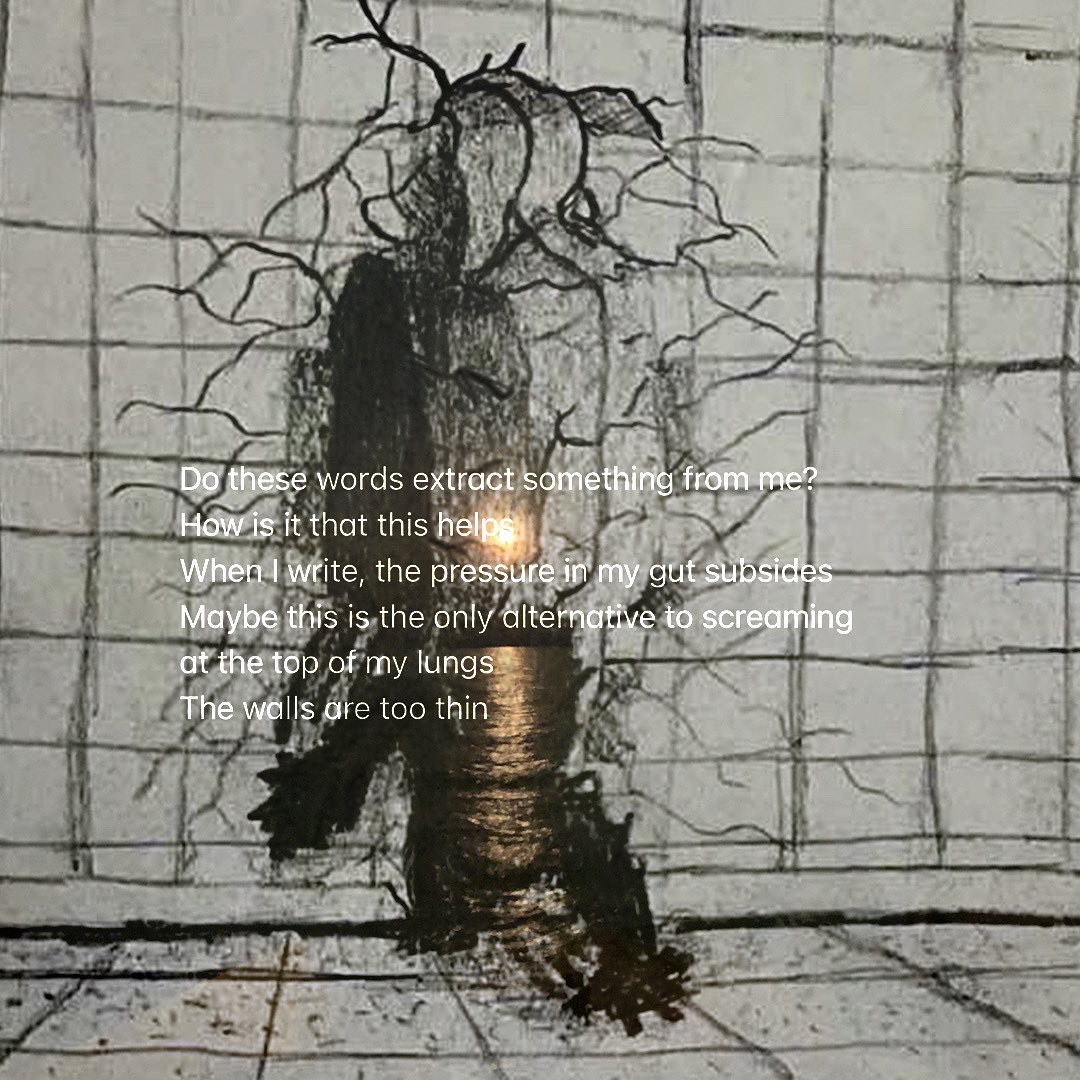 Do these words extract something from me?
How is it that this helps
When I write, the pressure in my gut subsides
Maybe this is the only alternative to screaming
at the top of my lungs
The walls are too thin